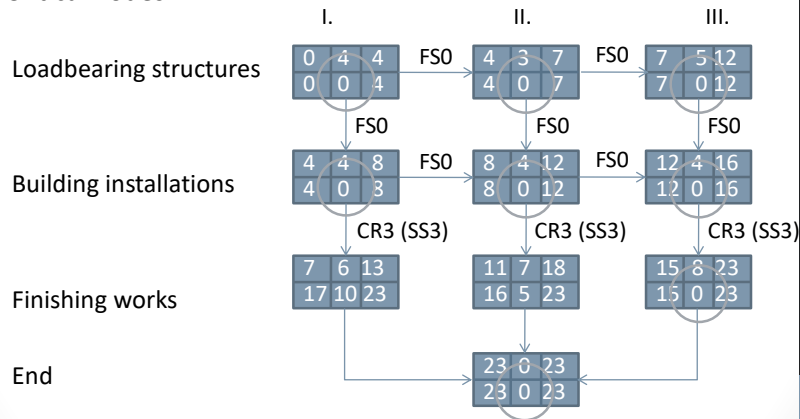 I. II. III.
Loadbearing structures
0 4 4 FS0 4 3 7 FS0 7 5 12
0 0 4 4 0 7 7 0 12
FS0 FS0 FS0
Building installations
4 4 8 FS0 8 4 12 FS0 12 4 16
4 0 8 8 0 12 12 0 16
CR3 (SS3) CR3 (SS3) CR3 (SS3)
Finishing works
7 6 13 11 7 18 15 8 23
17 10 23 16 5 23 15 0 23
End
23 0 23
23 0 23